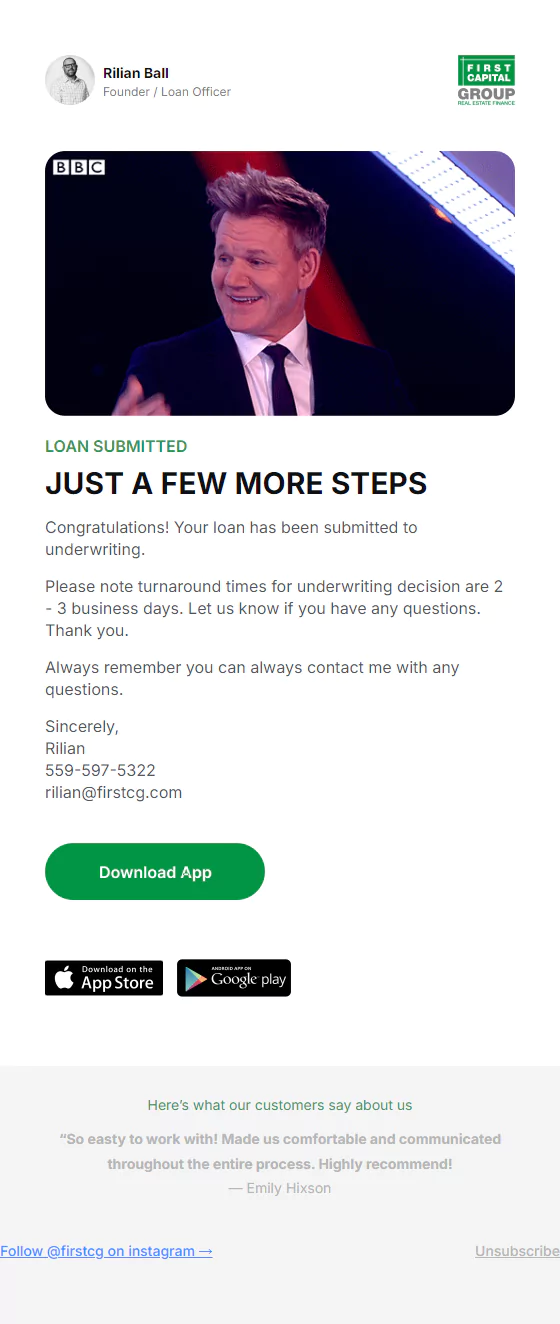 Rilian Ball
Founder / Loan Officer
FIRST
CAPITAL
GROUP
REAL ESTATE FINANCE
BBC
LOAN SUBMITTED
JUST A FEW MORE STEPS
Congratulations! Your loan has been submitted to
underwriting.
Please note turnaround times for underwriting decision are 2
- 3 business days. Let us know if you have any questions.
Thank you.
Always remember you can always contact me with any
questions.
Sincerely,
Rilian
559-597-5322
rilian@firstcg.com
Download App
Download on the
App Store
ANDROID APP ON
Google play
Here’s what our customers say about us
“So easty to work with! Made us comfortable and communicated
throughout the entire process. Highly recommend!
— Emily Hixson
Follow @firstcg on instagram →
Unsubscribe